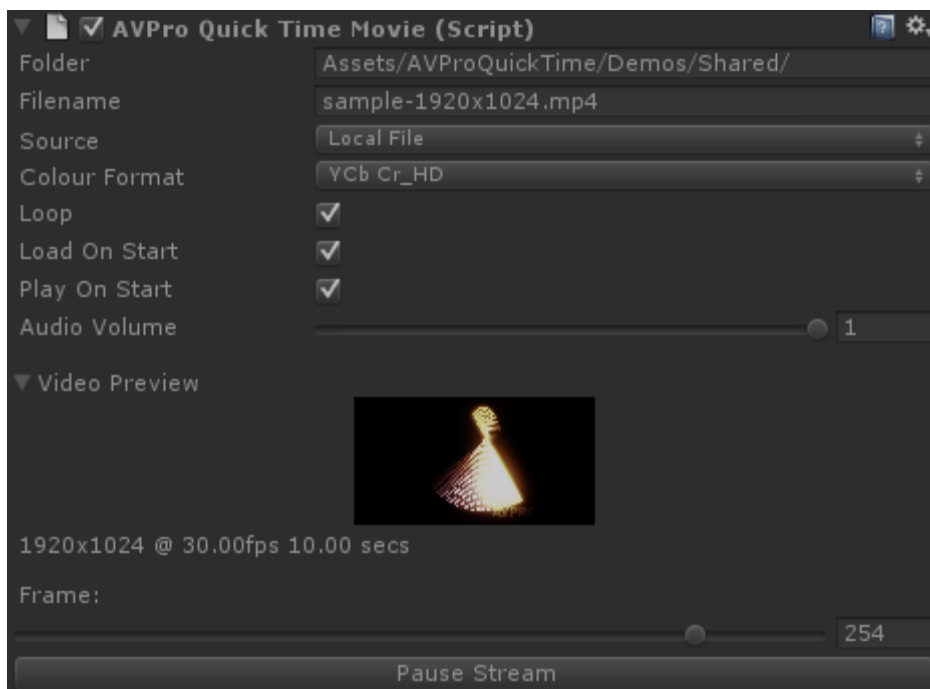 AVPro Quick Time Movie (Script)
Folder Assets/AVProQuickTime/Demos/Shared/
Filename sample-1920x1024.mp4
Source Local File
Colour Format YCb Cr_HD
Loop
Load On Start
Play On Start
Audio Volume 1
Video Preview
AVPR
1920x1024 @ 30.00fps 10.00 secs
Frame:
254
Pause Stream